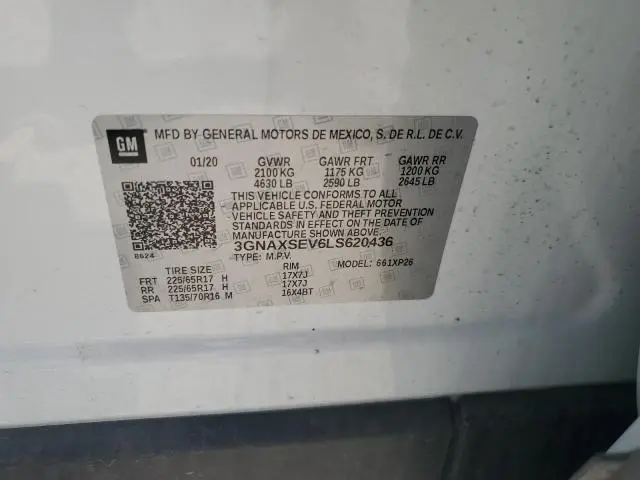 GM
MFD BY GENERAL MOTORS DE MEXICO, S. DE R.L. DE C.V.
01/20 GVWR GAWR FRT GAWR RR
2100 KG 1175 KG 1200 KG
4630 LB 2590 LB 2645 LB
THIS VEHICLE CONFORMS TO ALL
APPLICABLE U.S. FEDERAL MOTOR
VEHICLE SAFETY AND THEFT PREVENTION
STANDARDS IN EFFECT ON THE DATE OF
3GNAXSEV6LS620436
8624 TYPE: M.P.V. MODEL: 661XP26
TIRE SIZE RIM
FRT 225/65R17 H 17X7J
RR 225/65R17 H 17X7J
SPA T135/70R16 M 16X4BT